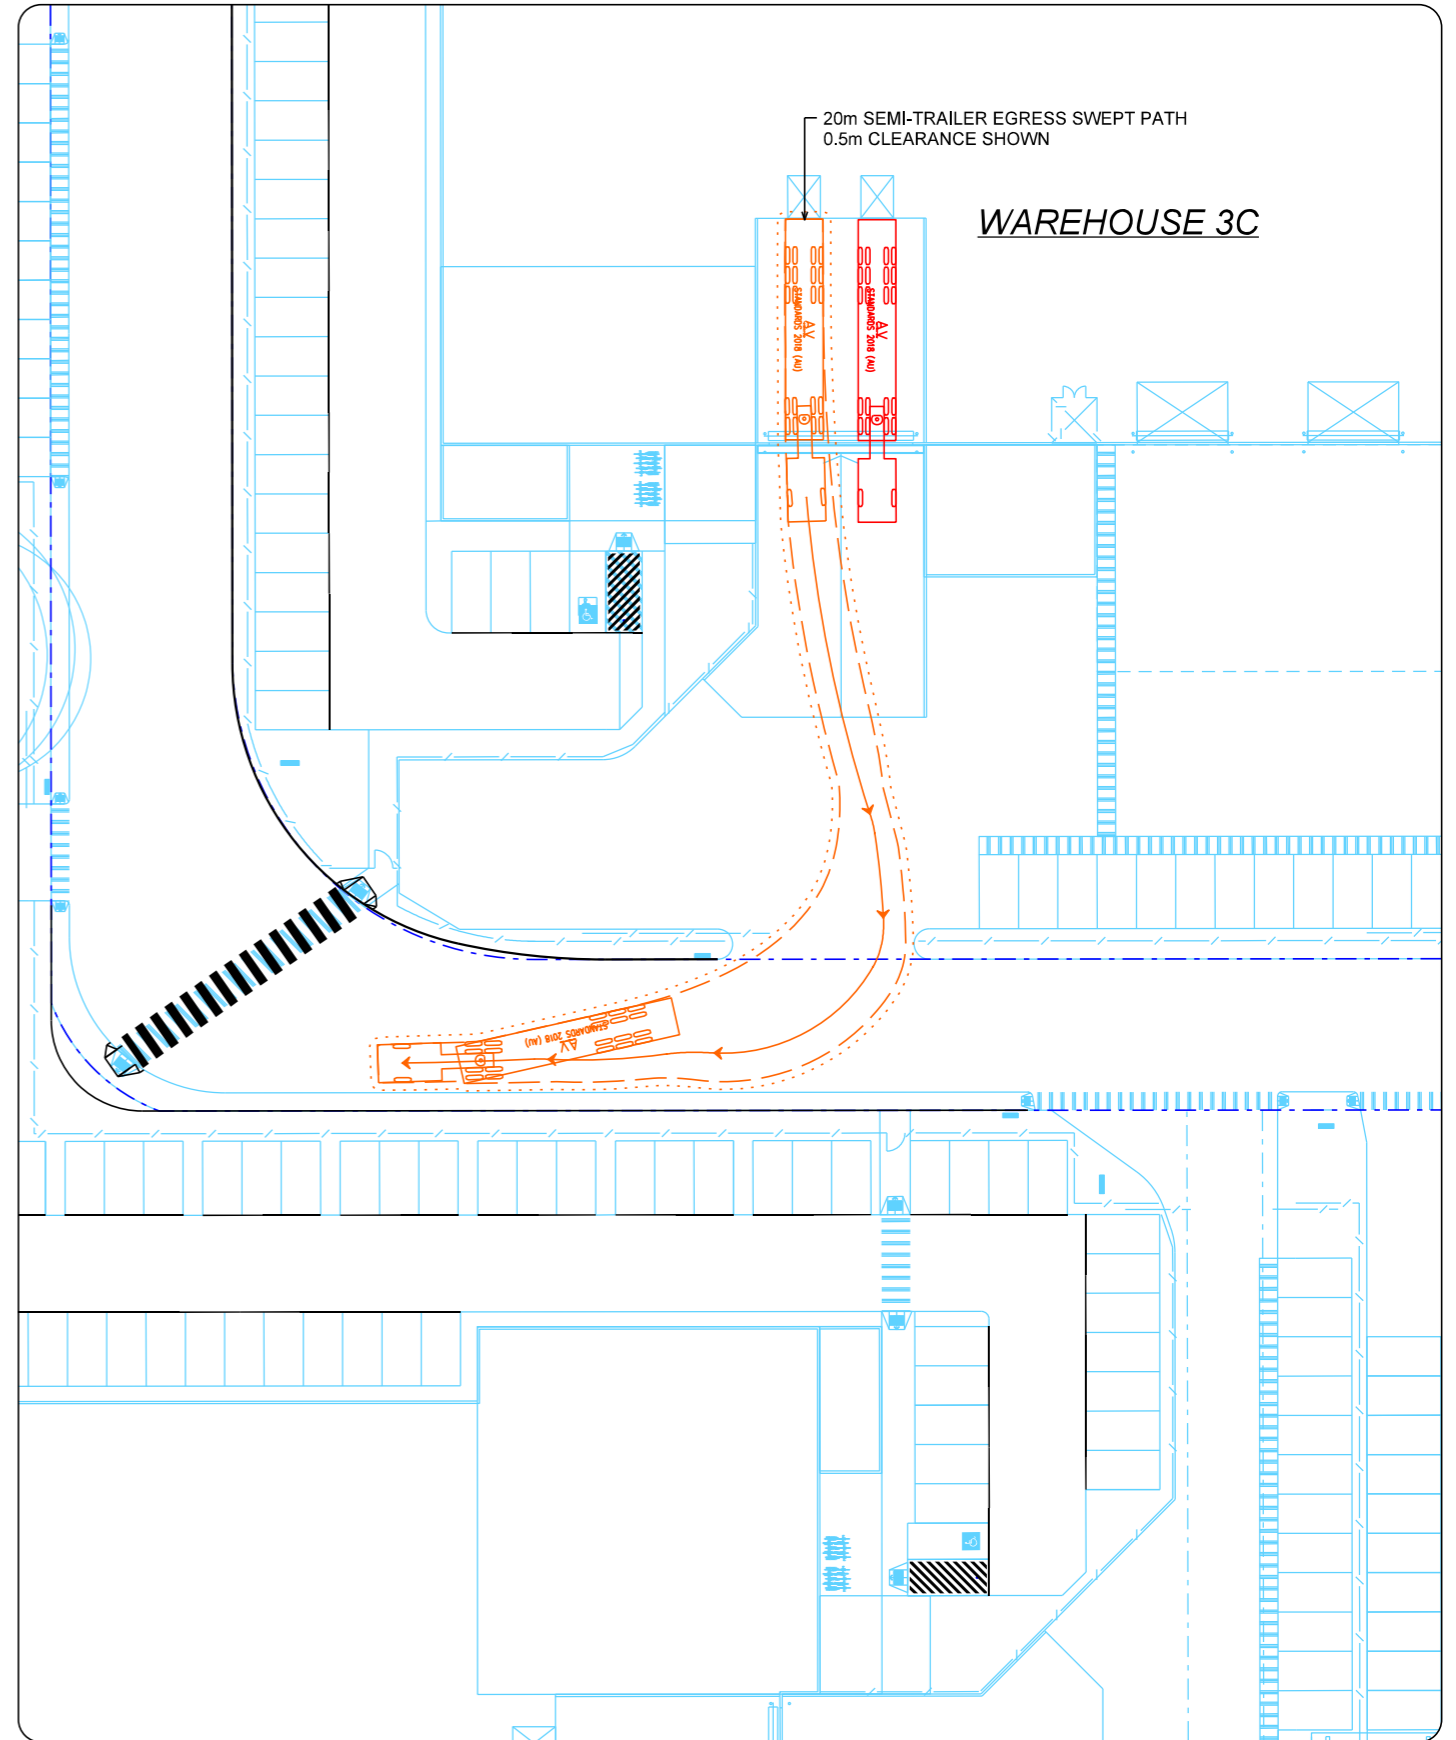 20m SEMI-TRAILER EGRESS SWEPT PATH
0.5m CLEARANCE SHOWN
WAREHOUSE 3C
AV
STANDARDS 2018 (AU)
AV
STANDARDS 2018 (AU)
AV
STANDARDS 2018 (AU)